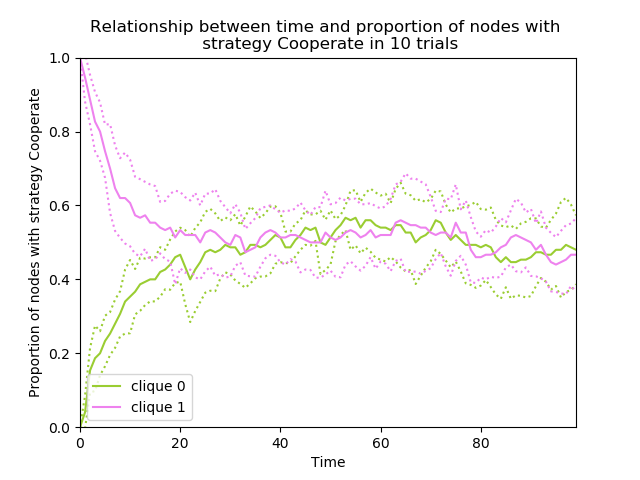 Relationship between time and proportion of nodes with
strategy Cooperate in 10 trials
Proportion of nodes with strategy Cooperate
1.0
0.8
0.6
0.4
0.2
0.0
clique 0
clique 1
0 20 40 60 80
Time